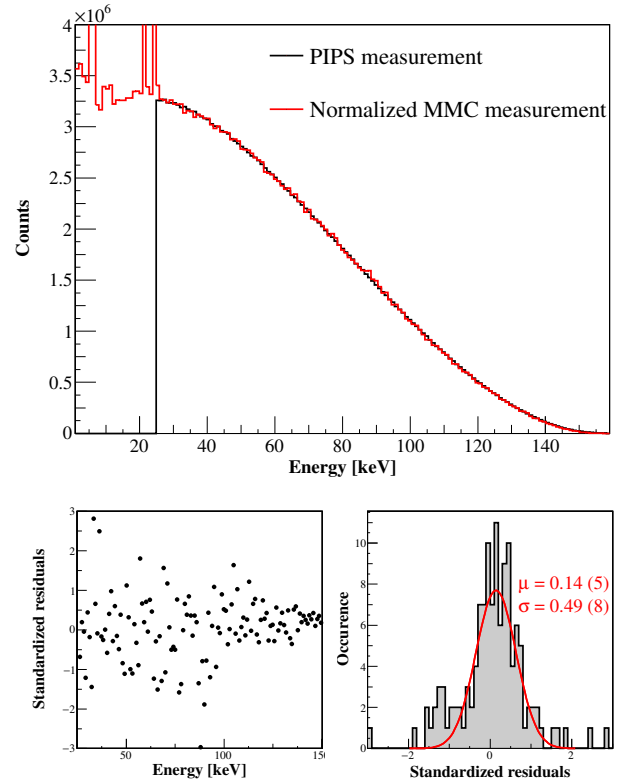 ×10⁶
4
3.5
3
2.5
2
1.5
1
0.5
0
PIPS measurement
Normalized MMC measurement
Counts
20 40 60 80 100 120 140
Energy [keV]
3
2
1
0
−1
−2
−3
Standardized residuals
50 100 150
Energy [keV]
10
8
6
4
2
0
Occurence
μ = 0.14 (5)
σ = 0.49 (8)
−2 0 2
Standardized residuals